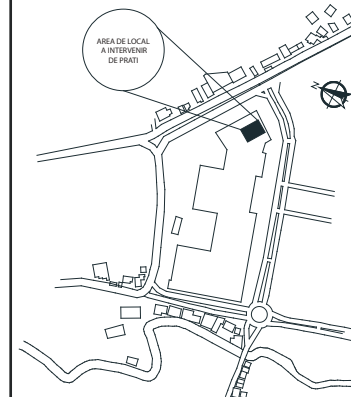 AREA DE LOCAL
A INTERVENIR
DE PRATI
N